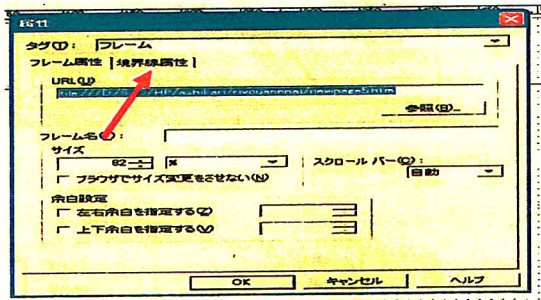 タグ(T): フレーム
フレーム属性 境界線属性
URL(U)
参照(B)...
フレーム名(E):
サイズ
82 %
スクロール バー(C):
自動
ブラウザでサイズ変更をさせない(N)
余白設定
左右余白を指定する(Z)
上下余白を指定する(V)
OK キャンセル ヘルプ